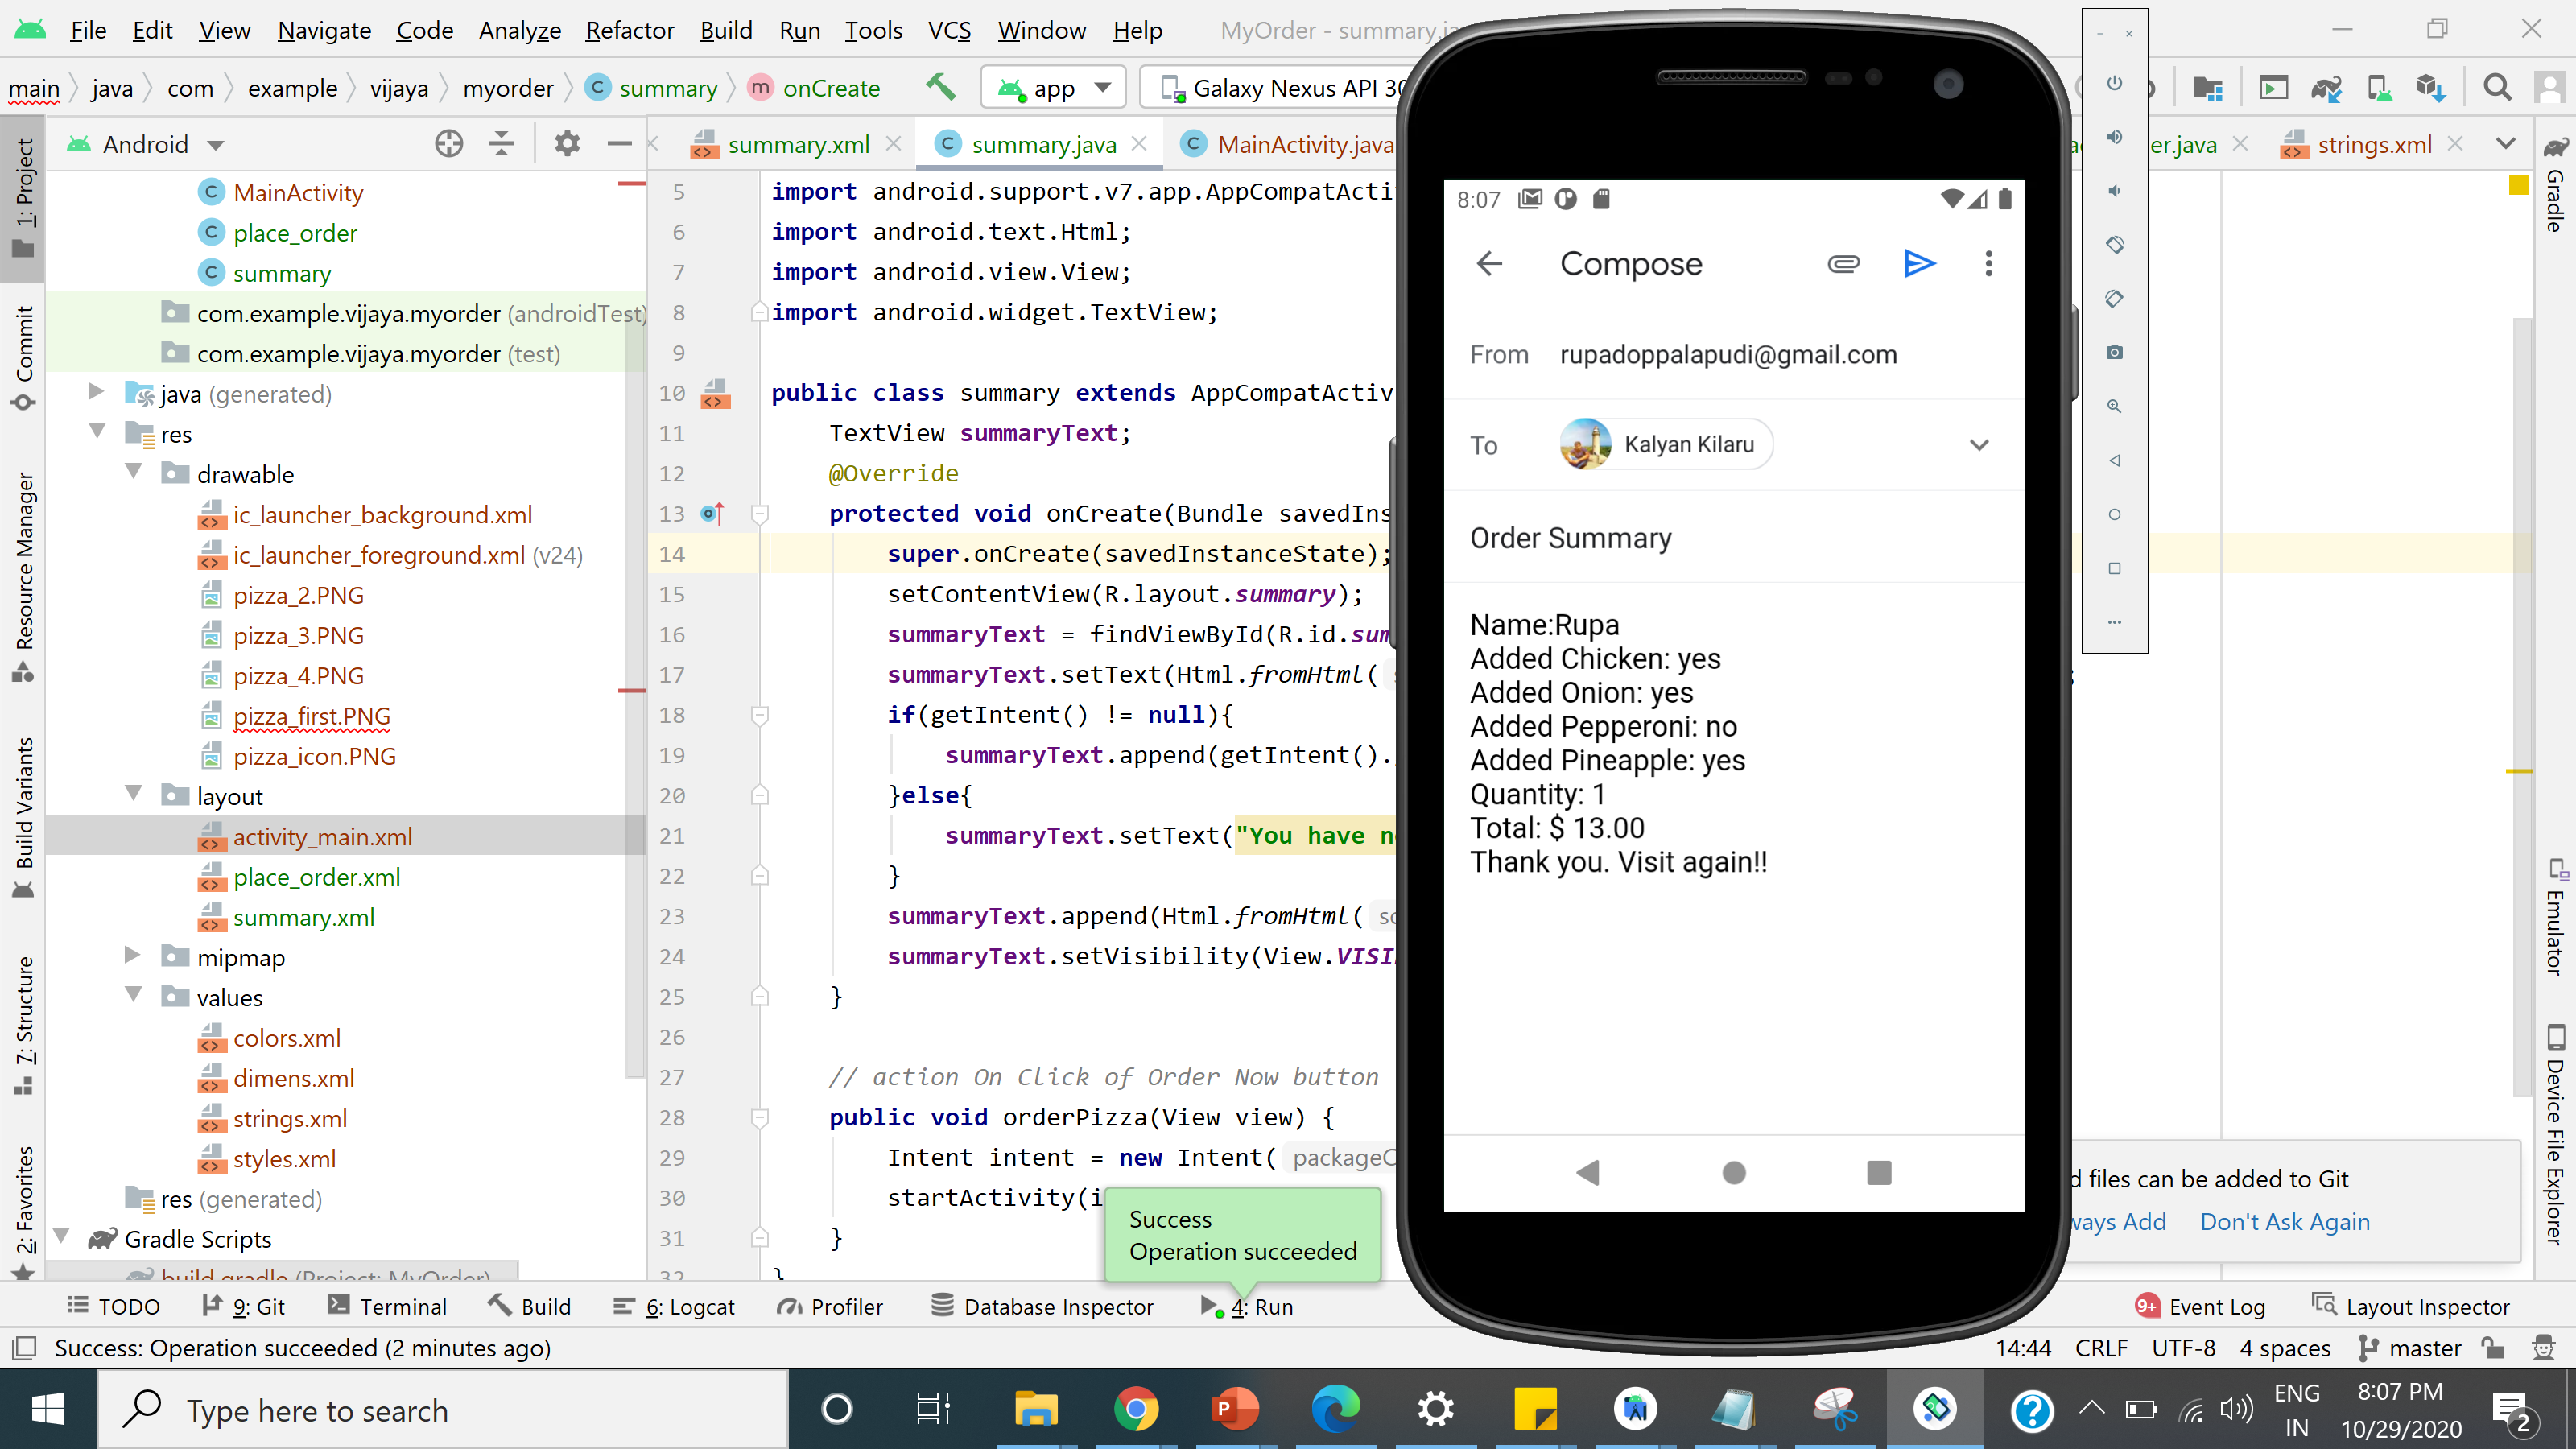 File Edit View Navigate Code Analyze Refactor Build Run Tools VCS Window Help MyOrder - summary.ja
main java com example vijaya myorder summary onCreate app Galaxy Nexus API 30
1: Project
Commit
Resource Manager
Build Variants
7: Structure
2: Favorites
Android
MainActivity
place_order
summary
com.example.vijaya.myorder (androidTest)
com.example.vijaya.myorder (test)
java (generated)
res
drawable
ic_launcher_background.xml
ic_launcher_foreground.xml (v24)
pizza_2.PNG
pizza_3.PNG
pizza_4.PNG
pizza_first.PNG
pizza_icon.PNG
layout
activity_main.xml
place_order.xml
summary.xml
mipmap
values
colors.xml
dimens.xml
strings.xml
styles.xml
res (generated)
Gradle Scripts
build.gradle (Project: MyOrder)
summary.xml summary.java MainActivity.java er.java strings.xml
5 import android.support.v7.app.AppCompatActi
6 import android.text.Html;
7 import android.view.View;
8 import android.widget.TextView;
9
10 public class summary extends AppCompatActiv
11 TextView summaryText;
12 @Override
13 protected void onCreate(Bundle savedIns
14 super.onCreate(savedInstanceState);
15 setContentView(R.layout.summary);
16 summaryText = findViewById(R.id.sum
17 summaryText.setText(Html.fromHtml( s
18 if(getIntent() != null){
19 summaryText.append(getIntent().
20 }else{
21 summaryText.setText("You have n
22 }
23 summaryText.append(Html.fromHtml( so
24 summaryText.setVisibility(View.VISI
25 }
26
27 // action On Click of Order Now button
28 public void orderPizza(View view) {
29 Intent intent = new Intent( packageC
30 startActivity(i
31 }
32 }
Success
Operation succeeded
8:07
Compose
From rupadoppalapudi@gmail.com
To Kalyan Kilaru
Order Summary
Name:Rupa
Added Chicken: yes
Added Onion: yes
Added Pepperoni: no
Added Pineapple: yes
Quantity: 1
Total: $ 13.00
Thank you. Visit again!!
d files can be added to Git
ways Add Don't Ask Again
Gradle
Emulator
Device File Explorer
TODO 9: Git Terminal Build 6: Logcat Profiler Database Inspector 4: Run 9+ Event Log Layout Inspector
Success: Operation succeeded (2 minutes ago) 14:44 CRLF UTF-8 4 spaces master
Type here to search
ENG
IN
8:07 PM
10/29/2020
2